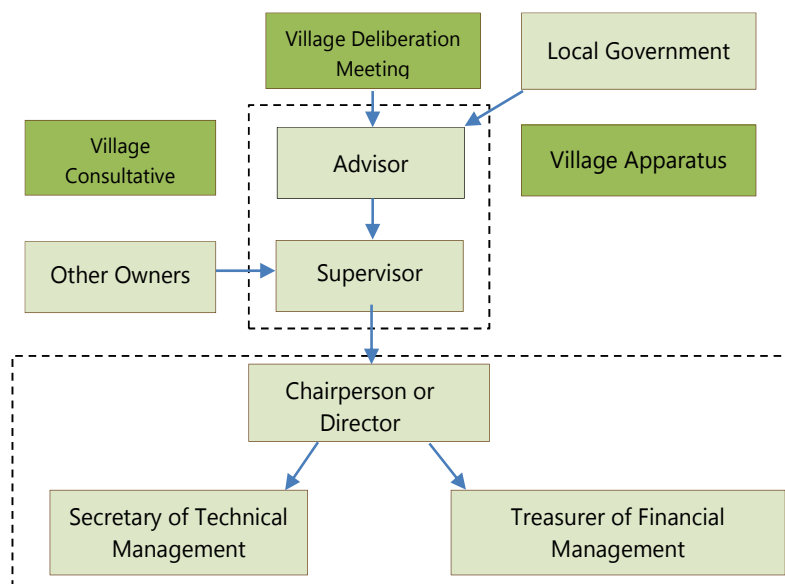 Village Deliberation
Meeting
Local Government
Village
Consultative
Advisor
Village Apparatus
Other Owners
Supervisor
Chairperson or
Director
Secretary of Technical
Management
Treasurer of Financial
Management